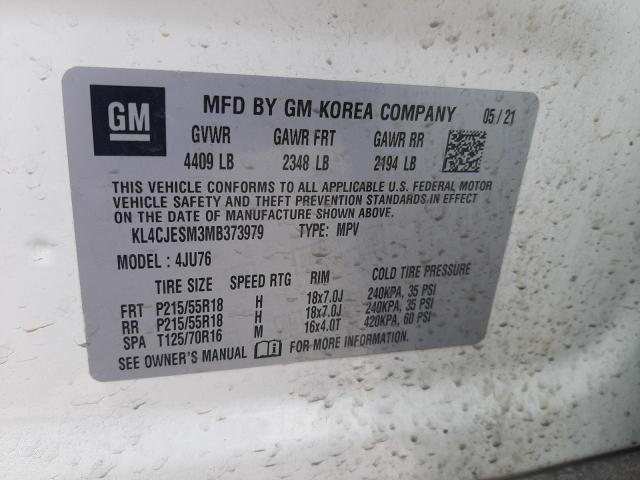 GM
MFD BY GM KOREA COMPANY 05 / 21
GVWR GAWR FRT GAWR RR
4409 LB 2348 LB 2194 LB
THIS VEHICLE CONFORMS TO ALL APPLICABLE U.S. FEDERAL MOTOR
VEHICLE SAFETY AND THEFT PREVENTION STANDARDS IN EFFECT
ON THE DATE OF MANUFACTURE SHOWN ABOVE.
KL4CJESM3MB373979 TYPE: MPV
MODEL : 4JU76
TIRE SIZE SPEED RTG RIM COLD TIRE PRESSURE
FRT P215/55R18 H 18x7.0J 240KPA, 35 PSI
RR P215/55R18 H 18x7.0J 240KPA, 35 PSI
SPA T125/70R16 M 16x4.0T 420KPA, 60 PSI
SEE OWNER'S MANUAL FOR MORE INFORMATION.